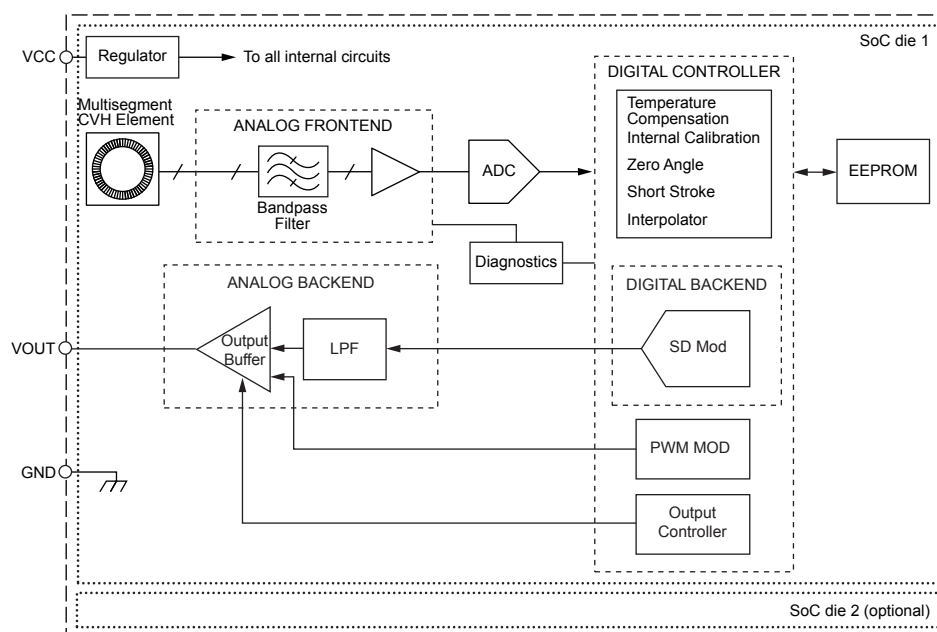 SoC die 1
VCC
Regulator
To all internal circuits
DIGITAL CONTROLLER
Multisegment
CVH Element
ANALOG FRONTEND
Temperature
Compensation
Internal Calibration
Zero Angle
Short Stroke
Interpolator
ADC
EEPROM
Bandpass
Filter
Diagnostics
ANALOG BACKEND
DIGITAL BACKEND
VOUT
Output
Buffer
LPF
SD Mod
PWM MOD
GND
Output
Controller
SoC die 2 (optional)